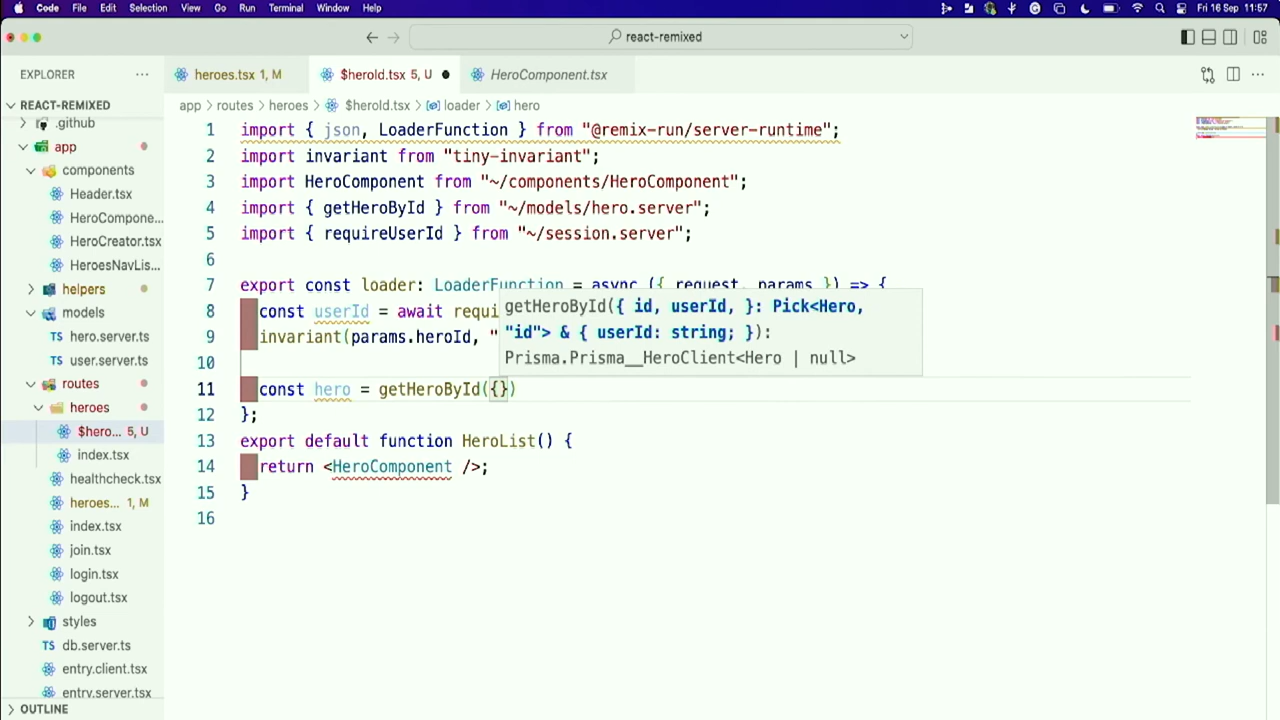 Code File Edit Selection View Go Run Terminal Window Help Fri 16 Sep 11:57
react-remixed
EXPLORER
heroes.tsx 1, M
$heroId.tsx 5, U
HeroComponent.tsx
REACT-REMIXED
app > routes > heroes > $heroId.tsx > loader > hero
.github
app
components
Header.tsx
HeroCompone...
HeroCreator.tsx
HeroesNavLis...
helpers
models
hero.server.ts
user.server.ts
routes
heroes
$hero... 5, U
index.tsx
healthcheck.tsx
heroes... 1, M
index.tsx
join.tsx
login.tsx
logout.tsx
styles
TS db.server.ts
entry.client.tsx
entry.server.tsx
OUTLINE
1 import { json, LoaderFunction } from "@remix-run/server-runtime";
2 import invariant from "tiny-invariant";
3 import HeroComponent from "~/components/HeroComponent";
4 import { getHeroById } from "~/models/hero.server";
5 import { requireUserId } from "~/session.server";
6
7 export const loader: LoaderFunction = async ({ request, params }) => {
8 const userId = await requi
9 invariant(params.heroId, "
10
11 const hero = getHeroById({})
12 };
13 export default function HeroList() {
14 return <HeroComponent />;
15 }
16
getHeroById({ id, userId, }: Pick<Hero,
"id"> & { userId: string; }):
Prisma.Prisma__HeroClient<Hero | null>